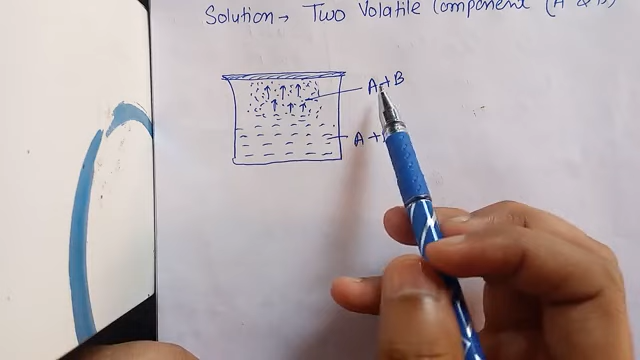 Solution → Two Volatile Component (A & B)
A+B
A+